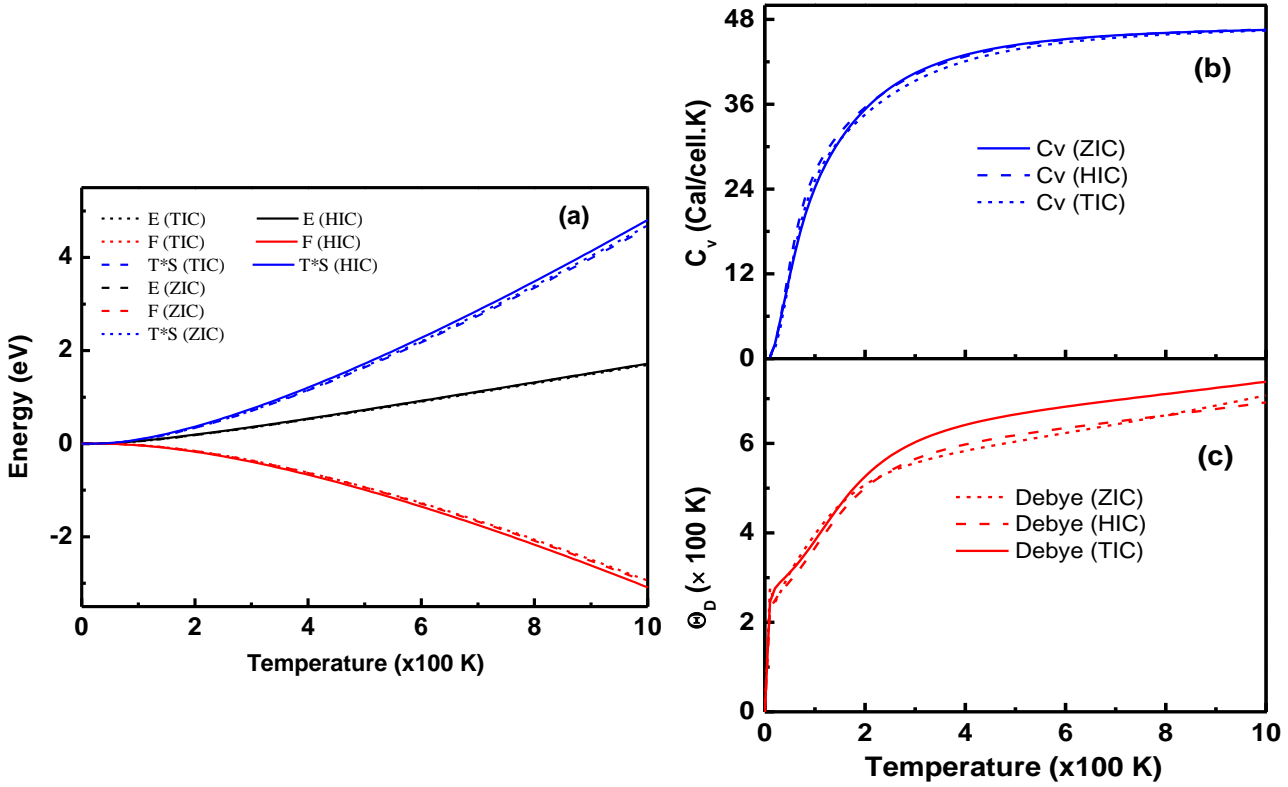 (a)
E (TIC)
F (TIC)
T*S (TIC)
E (ZIC)
F (ZIC)
T*S (ZIC)
E (HIC)
F (HIC)
T*S (HIC)
Energy (eV)
4
2
0
-2
0 2 4 6 8 10
Temperature (x100 K)
(b)
Cv (ZIC)
Cv (HIC)
Cv (TIC)
Cv (Cal/cell.K)
48
36
24
12
0
(c)
Debye (ZIC)
Debye (HIC)
Debye (TIC)
ΘD (× 100 K)
6
4
2
0
0 2 4 6 8 10
Temperature (x100 K)